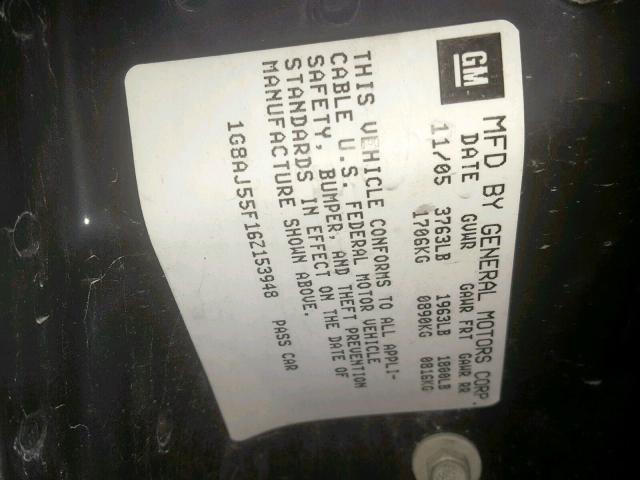 GM
MFD BY GENERAL MOTORS CORP.
DATE GVWR GAWR FRT GAWR RR
11/05 3763LB 1963LB 1800LB
1706KG 0890KG 0816KG
THIS VEHICLE CONFORMS TO ALL APPLI-
CABLE U.S. FEDERAL MOTOR VEHICLE
SAFETY, BUMPER, AND THEFT PREVENTION
STANDARDS IN EFFECT ON THE DATE OF
MANUFACTURE SHOWN ABOVE.
1G8AJ55F16Z153948 PASS CAR